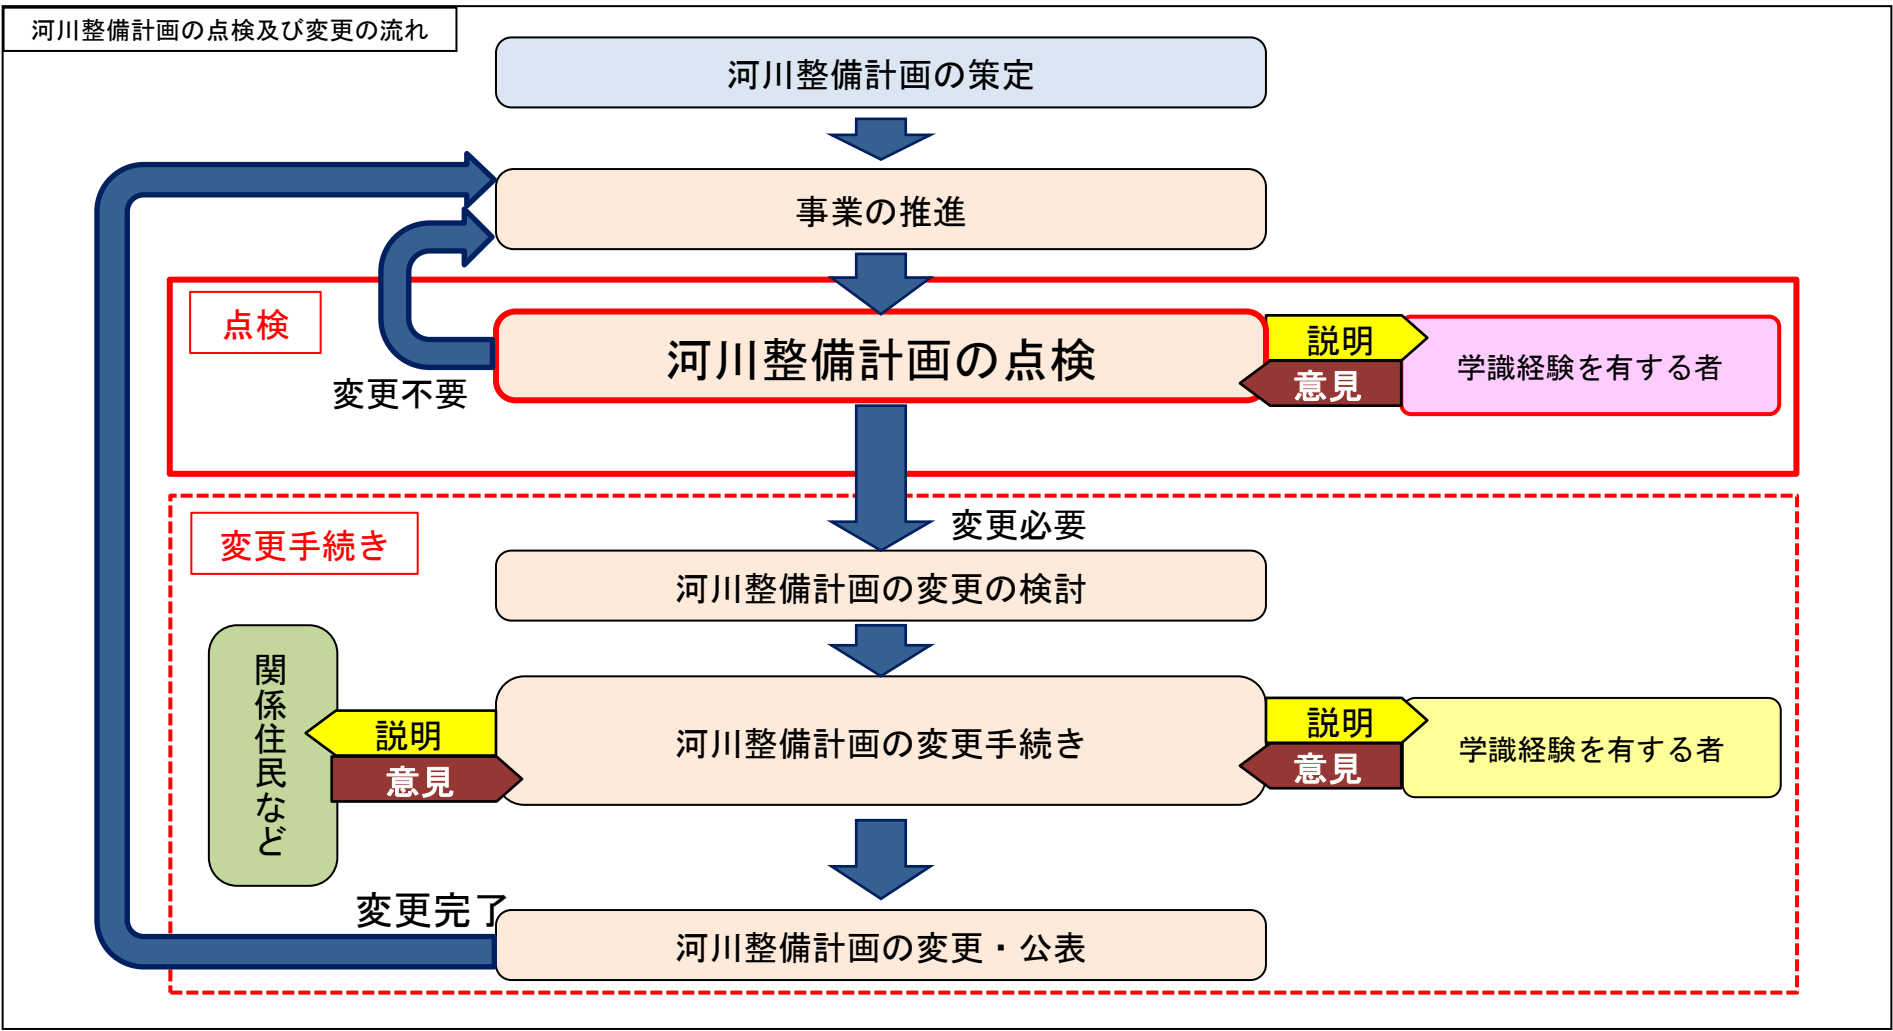 河川整備計画の点検及び変更の流れ
河川整備計画の策定
事業の推進
点検
河川整備計画の点検
説明
意見
学識経験を有する者
変更不要
変更必要
変更手続き
河川整備計画の変更の検討
関係住民など
説明
意見
河川整備計画の変更手続き
説明
意見
学識経験を有する者
変更完了
河川整備計画の変更・公表